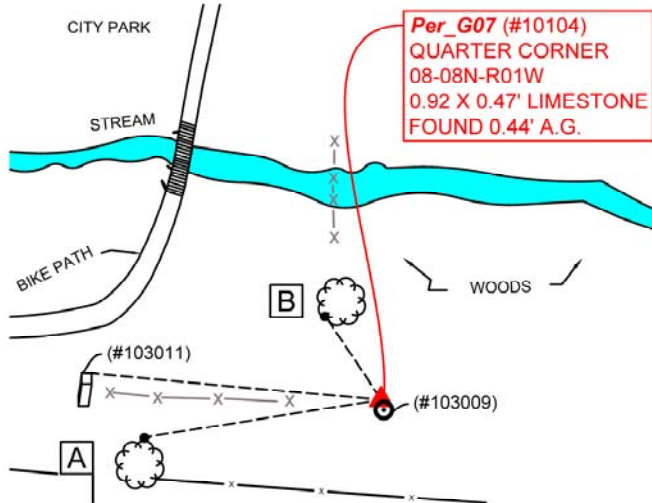 CITY PARK
Per_G07 (#10104)
QUARTER CORNER
08-08N-R01W
0.92 X 0.47' LIMESTONE
FOUND 0.44' A.G.
STREAM
X
X
X
X
BIKE PATH
WOODS
B
(#103011)
X
X
X
X
(#103009)
A
x
x
x